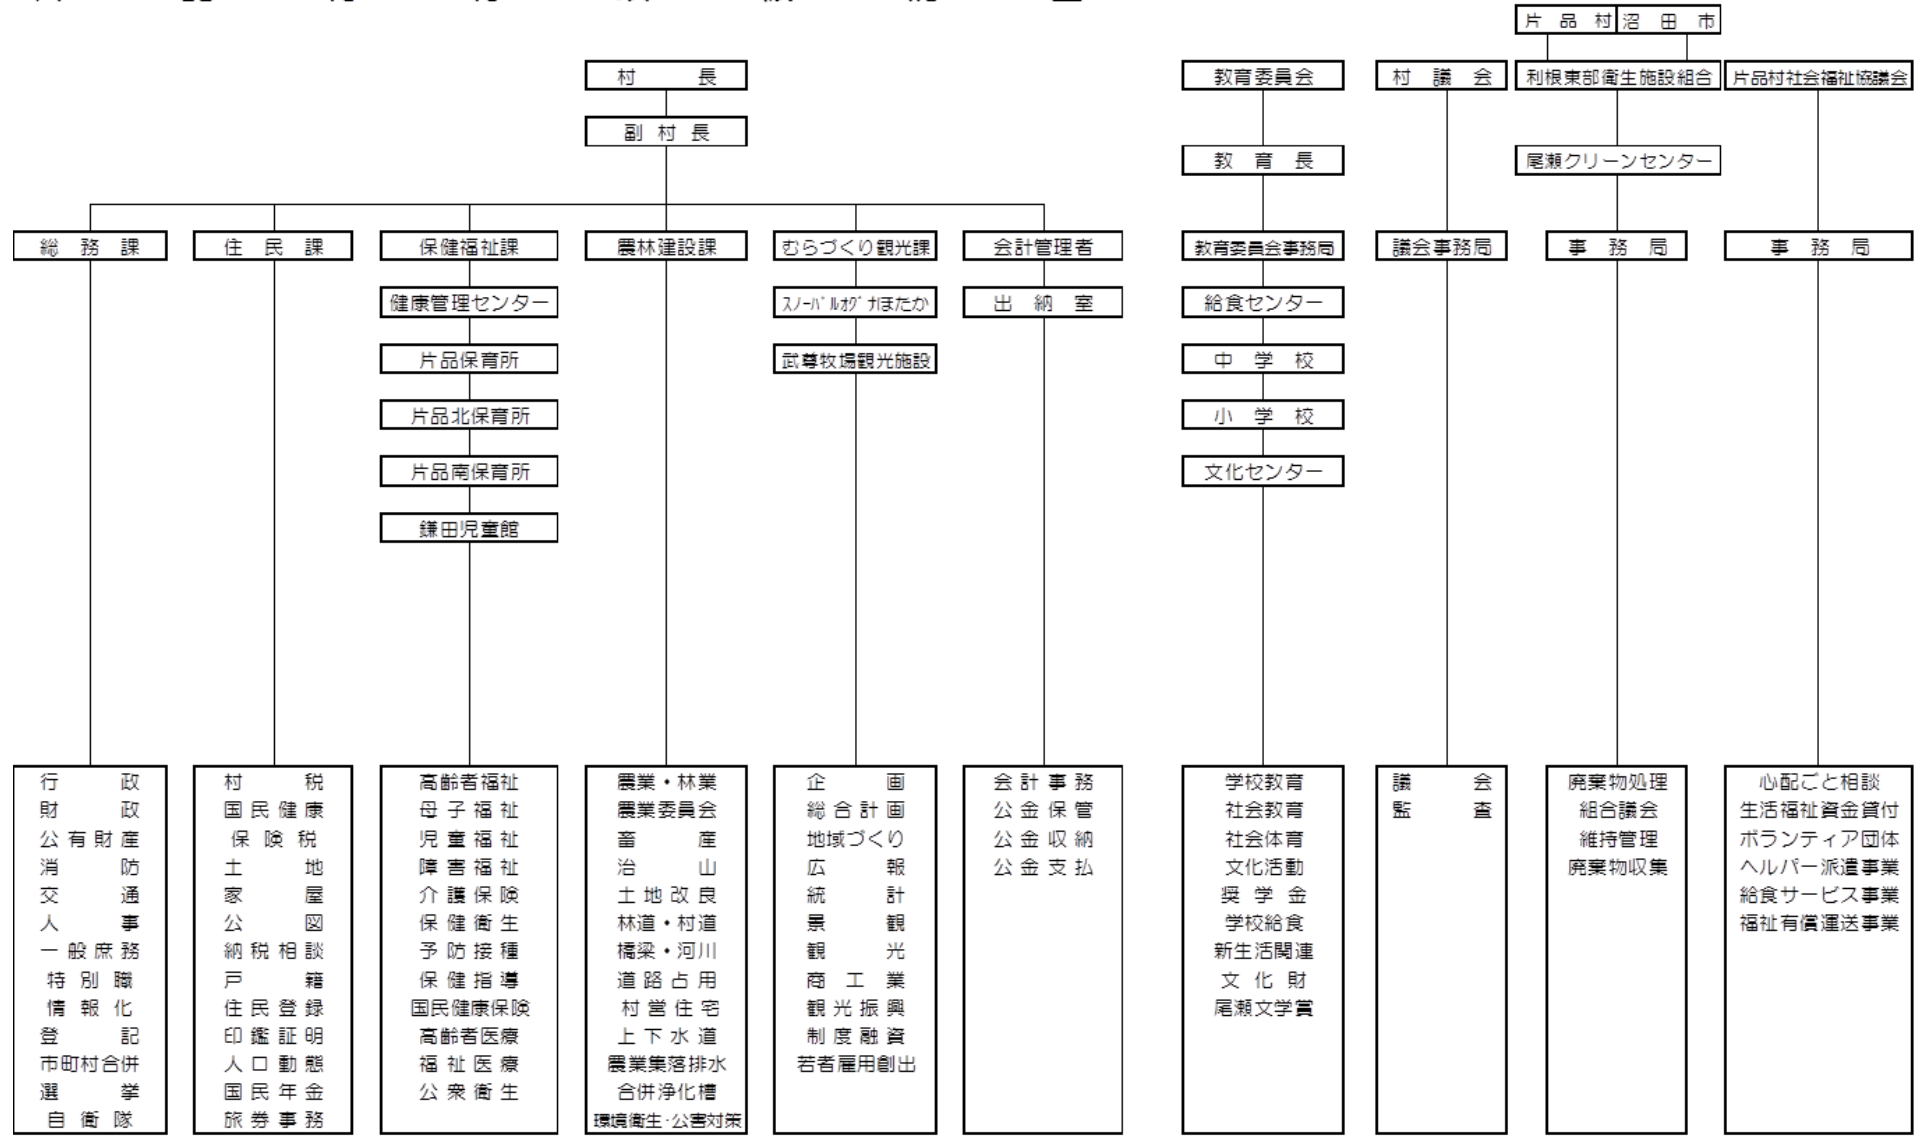 片品村 沼田市
村長 教育委員会 村議会 利根東部衛生施設組合 片品村社会福祉協議会
副村長
教育長 尾瀬クリーンセンター
総務課 住民課 保健福祉課 農林建設課 むらづくり観光課 会計管理者 教育委員会事務局 議会事務局 事務局 事務局
健康管理センター ｽﾉｰﾊﾟﾙｵｸﾞﾅほたか 出納室 給食センター
片品保育所 武尊牧場観光施設 中学校
片品北保育所 小学校
片品南保育所 文化センター
鎌田児童館
行政 村税 高齢者福祉 農業・林業 企画 会計事務 学校教育 議会 廃棄物処理 心配ごと相談
財政 国民健康 母子福祉 農業委員会 総合計画 公金保管 社会教育 監査 組合議会 生活福祉資金貸付
公有財産 保険税 児童福祉 畜産 地域づくり 公金収納 社会体育 維持管理 ボランティア団体
消防 土地 障害福祉 治山 広報 公金支払 文化活動 廃棄物収集 ヘルパー派遣事業
交通 家屋 介護保険 土地改良 統計 奨学金 給食サービス事業
人事 公図 保健衛生 林道・村道 景観 学校給食 福祉有償運送事業
一般庶務 納税相談 予防接種 橋梁・河川 観光 新生活関連
特別職 戸籍 保健指導 道路占用 商工業 文化財
情報化 住民登録 国民健康保険 村営住宅 観光振興 尾瀬文学賞
登記 印鑑証明 高齢者医療 上下水道 制度融資
市町村合併 人口動態 福祉医療 農業集落排水 若者雇用創出
選挙 国民年金 公衆衛生 合併浄化槽
自衛隊 旅券事務 環境衛生・公害対策